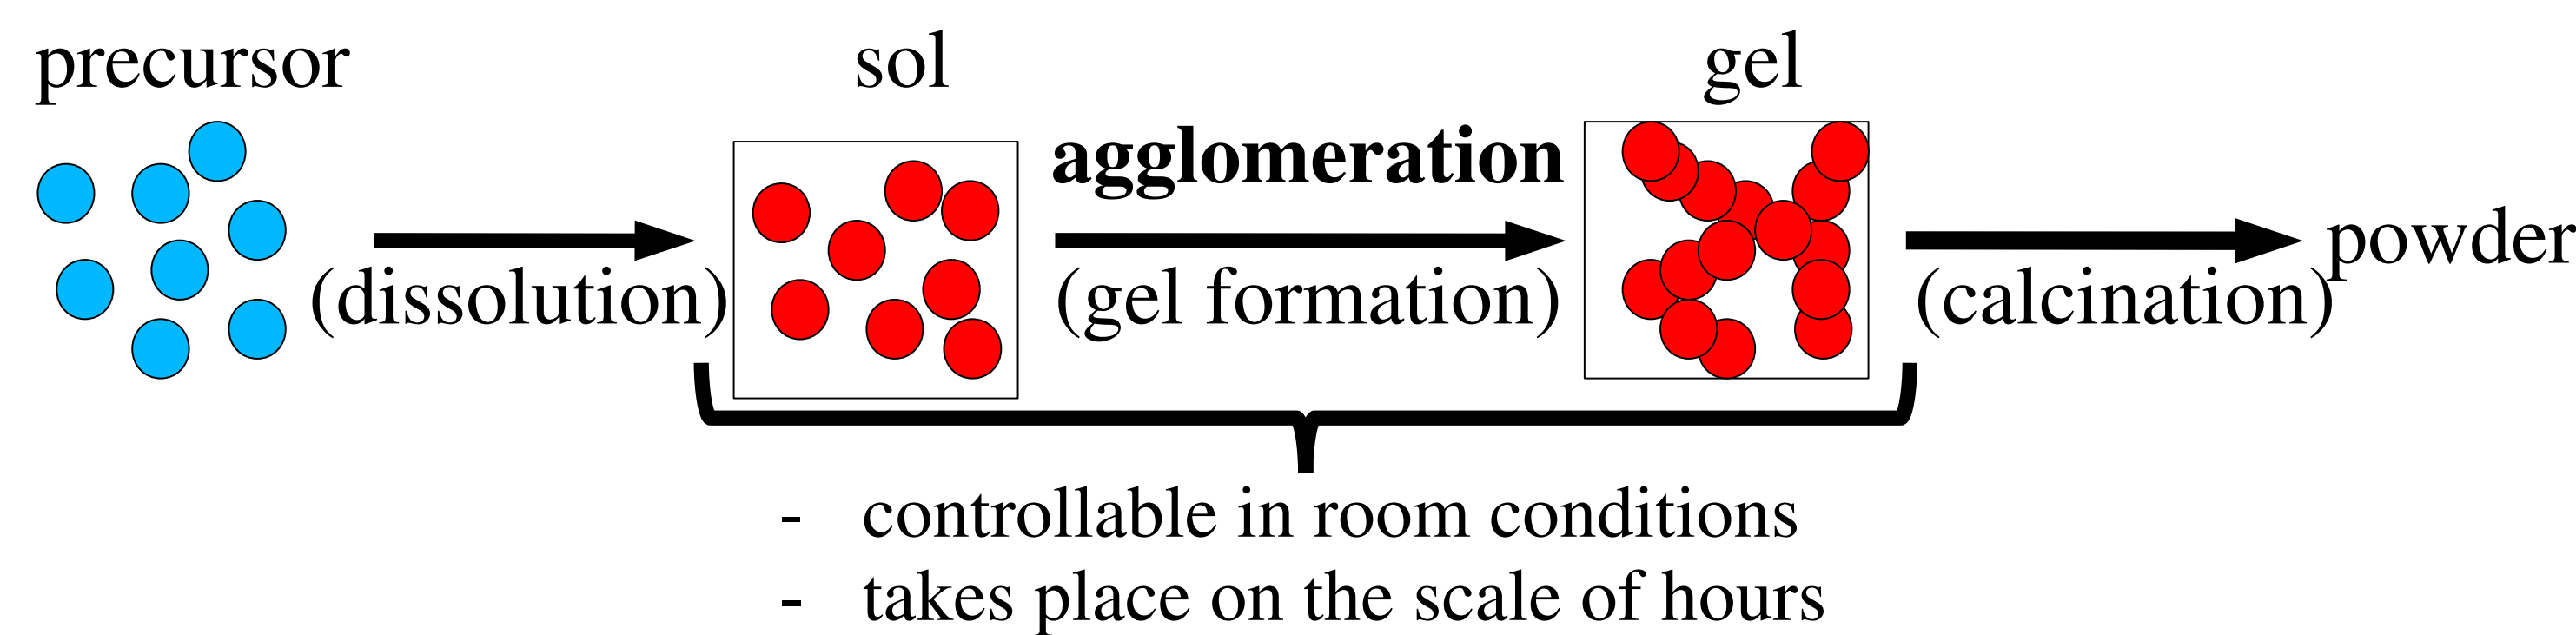 precursor
sol
gel
agglomeration
(dissolution)
(gel formation)
(calcination)
powder
- controllable in room conditions
- takes place on the scale of hours